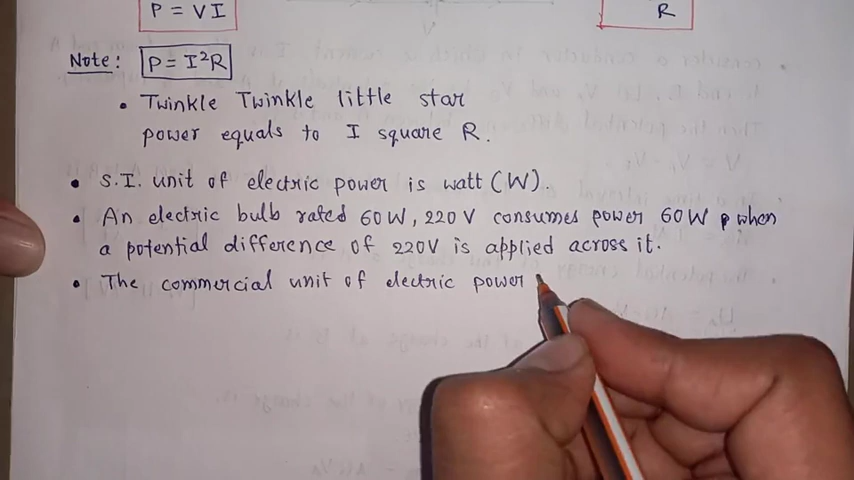 P = VI
R
V
Note: P = I²R
• Twinkle Twinkle little star
power equals to I square R.
• S.I. unit of electric power is watt (W).
• An electric bulb rated 60W, 220 V consumes power 60W when
a potential difference of 220V is applied across it.
• The commercial unit of electric power